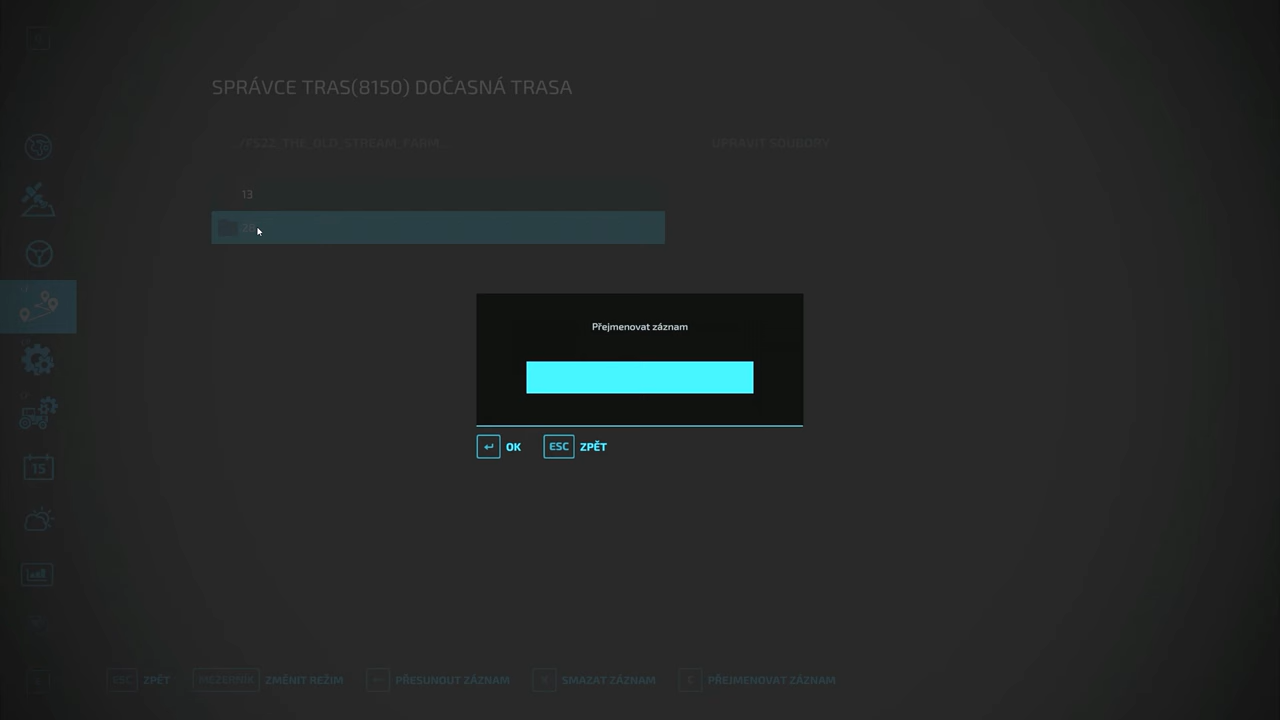 SPRÁVCE TRAS(8150) DOČASNÁ TRASA
../FS22_THE_OLD_STREAM_FARM..
UPRAVIT SOUBORY
13
Přejmenovat záznam
OK
ESC ZPĚT
15
ESC ZPĚT
MEZERNÍK ZMĚNIT REŽIM
PŘESUNOUT ZÁZNAM
X SMAZAT ZÁZNAM
C PŘEJMENOVAT ZÁZNAM